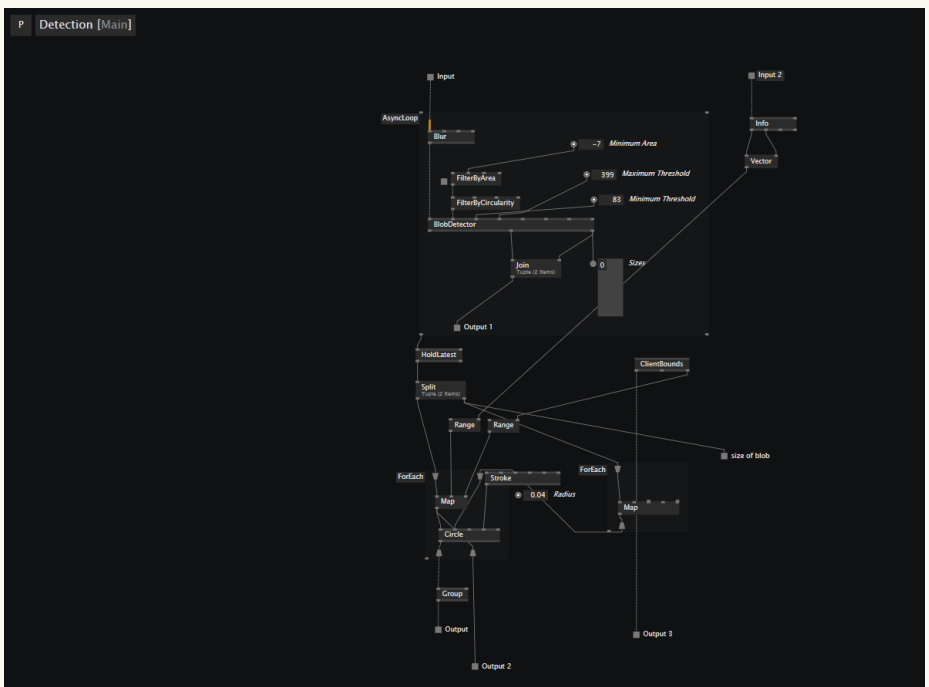 P Detection [Main]
Input
Input 2
AsyncLoop
Info
Blur
-7 Minimum Area
Vector
FilterByArea
399 Maximum Threshold
FilterByCircularity
83 Minimum Threshold
BlobDetector
Join
Tuple (2 Items)
0 Sizes
Output 1
HoldLatest
ClientBounds
Split
Tuple (2 Items)
Range
Range
size of blob
ForEach
Stroke
ForEach
0.04 Radius
Map
Map
Circle
Group
Output
Output 3
Output 2